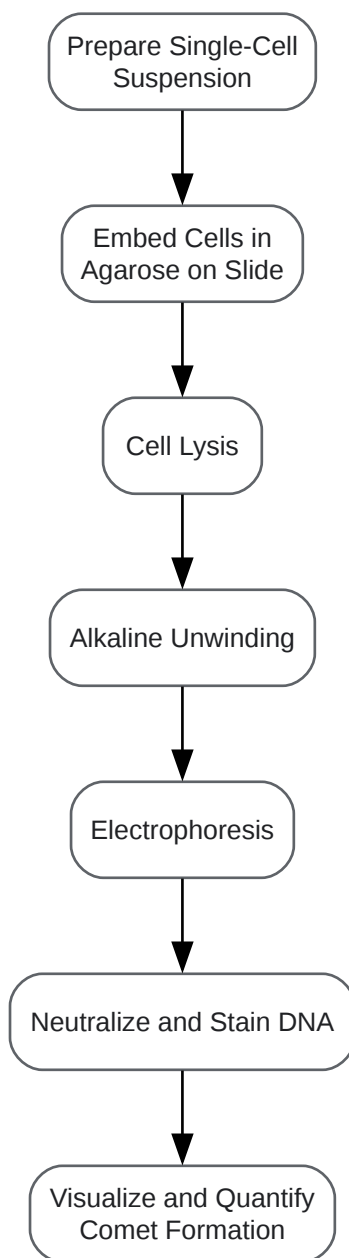 Prepare Single-Cell
Suspension
Embed Cells in
Agarose on Slide
Cell Lysis
Alkaline Unwinding
Electrophoresis
Neutralize and Stain DNA
Visualize and Quantify
Comet Formation